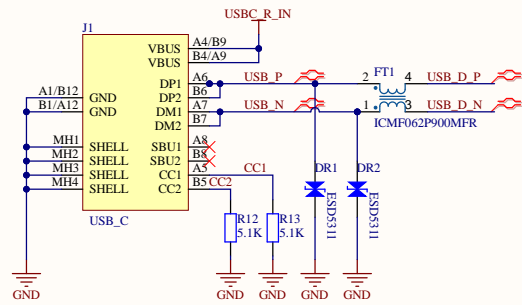 USBC_R_IN
J1
VBUS A4/B9
VBUS B4/A9
DP1 A6 USB_P 2 FT1 4 USB_D_P
DP2 B6
A1/B12 GND
B1/A12 GND
DM1 A7 USB_N 1 3 USB_D_N
DM2 B7
ICMF062P900MFR
MH1 SHELL
MH2 SHELL
MH3 SHELL
MH4 SHELL
SBU1 A8
SBU2 B8
CC1 A5 CC1
CC2 B5 CC2
USB_C
DR1
ESD5311
DR2
ESD5311
R12
5.1K
R13
5.1K
GND
GND
GND
GND
GND